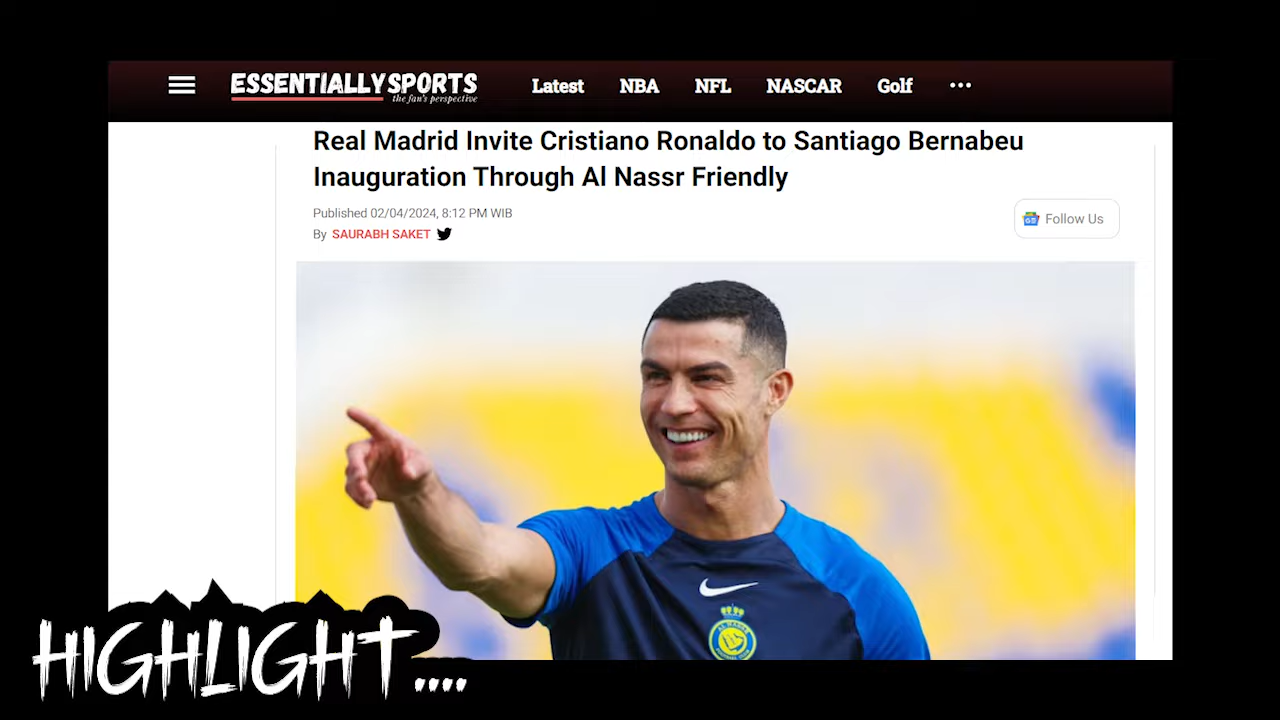 ESSENTIALLYSPORTS
the fan's perspective
Latest NBA NFL NASCAR Golf ...
Real Madrid Invite Cristiano Ronaldo to Santiago Bernabeu
Inauguration Through Al Nassr Friendly
Published 02/04/2024, 8:12 PM WIB
By SAURABH SAKET
Follow Us
HIGHLIGHT....